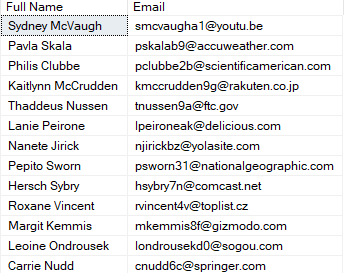 Full Name Email
Sydney McVaugh smcvaugha1@youtu.be
Pavla Skala pskalab9@accuweather.com
Philis Clubbe pclubbe2b@scientificamerican.com
Kaitlynn McCrudden kmccrudden9g@rakuten.co.jp
Thaddeus Nussen tnussen9a@ftc.gov
Lanie Peirone lpeironeak@delicious.com
Nanete Jirick njirickbz@yolasite.com
Pepito Sworn psworn31@nationalgeographic.com
Hersch Sybry hsybry7n@comcast.net
Roxane Vincent rvincent4v@toplist.cz
Margit Kemmis mkemmis8f@gizmodo.com
Leoine Ondrousek londrousekd0@sogou.com
Carrie Nudd cnudd6c@springer.com